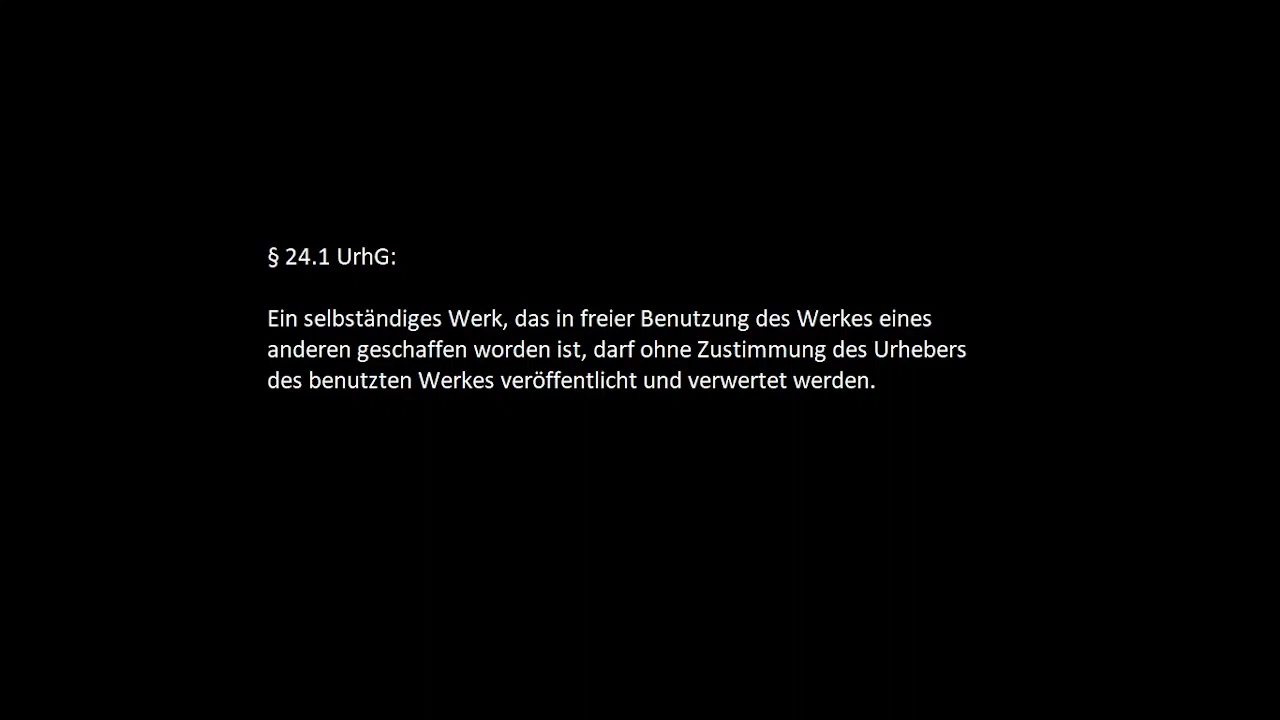 § 24.1 UrhG:
Ein selbständiges Werk, das in freier Benutzung des Werkes eines
anderen geschaffen worden ist, darf ohne Zustimmung des Urhebers
des benutzten Werkes veröffentlicht und verwertet werden.